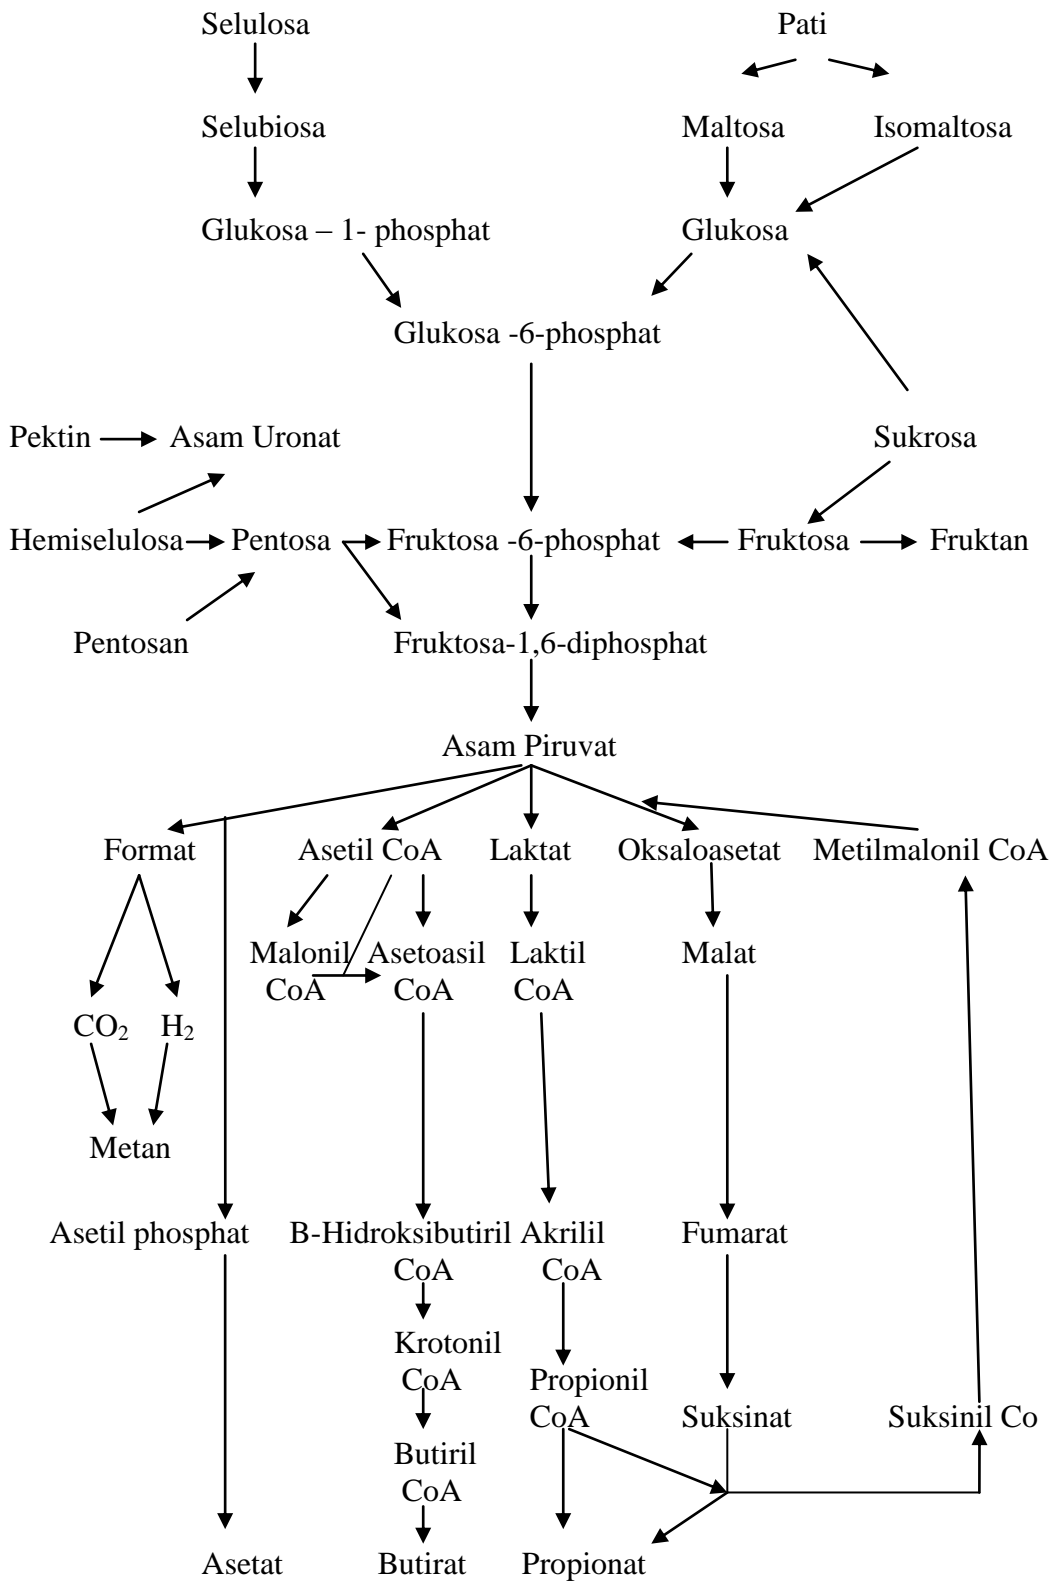 Selulosa Pati
Selubiosa Maltosa Isomaltosa
Glukosa – 1- phosphat Glukosa
Glukosa -6-phosphat
Pektin Asam Uronat Sukrosa
Hemiselulosa Pentosa Fruktosa -6-phosphat Fruktosa Fruktan
Pentosan Fruktosa-1,6-diphosphat
Asam Piruvat
Format Asetil CoA Laktat Oksaloasetat Metilmalonil CoA
Malonil Asetoasil Laktil Malat
CoA CoA CoA
CO₂ H₂
Metan
Asetil phosphat B-Hidroksibutiril Akrilil Fumarat
CoA CoA
Krotonil
CoA
Propionil
CoA Suksinat Suksinil Co
Butiril
CoA
Asetat Butirat Propionat